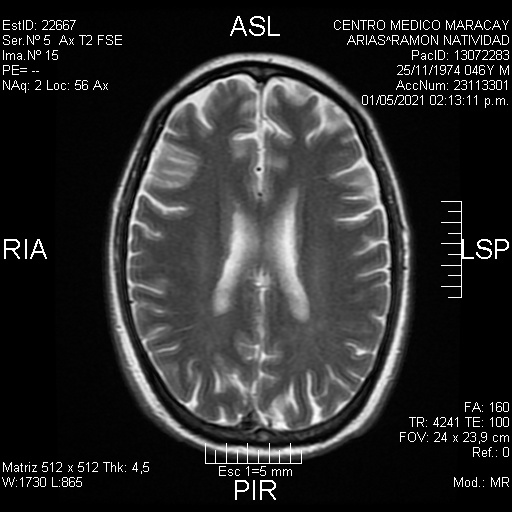 EstID: 22667
Ser.Nº 5 Ax T2 FSE
Ima.Nº 15
PE= --
NAq: 2 Loc: 56 Ax
ASL
CENTRO MEDICO MARACAY
ARIAS^RAMON NATIVIDAD
PacID: 13072283
25/11/1974 046Y M
AccNum: 23113301
01/05/2021 02:13:11 p.m.
RIA
LSP
FA: 160
TR: 4241 TE: 100
FOV: 24 x 23,9 cm
Ref.: 0
Mod.: MR
Matriz 512 x 512 Thk: 4,5
W:1730 L:865
Esc 1=5 mm
PIR